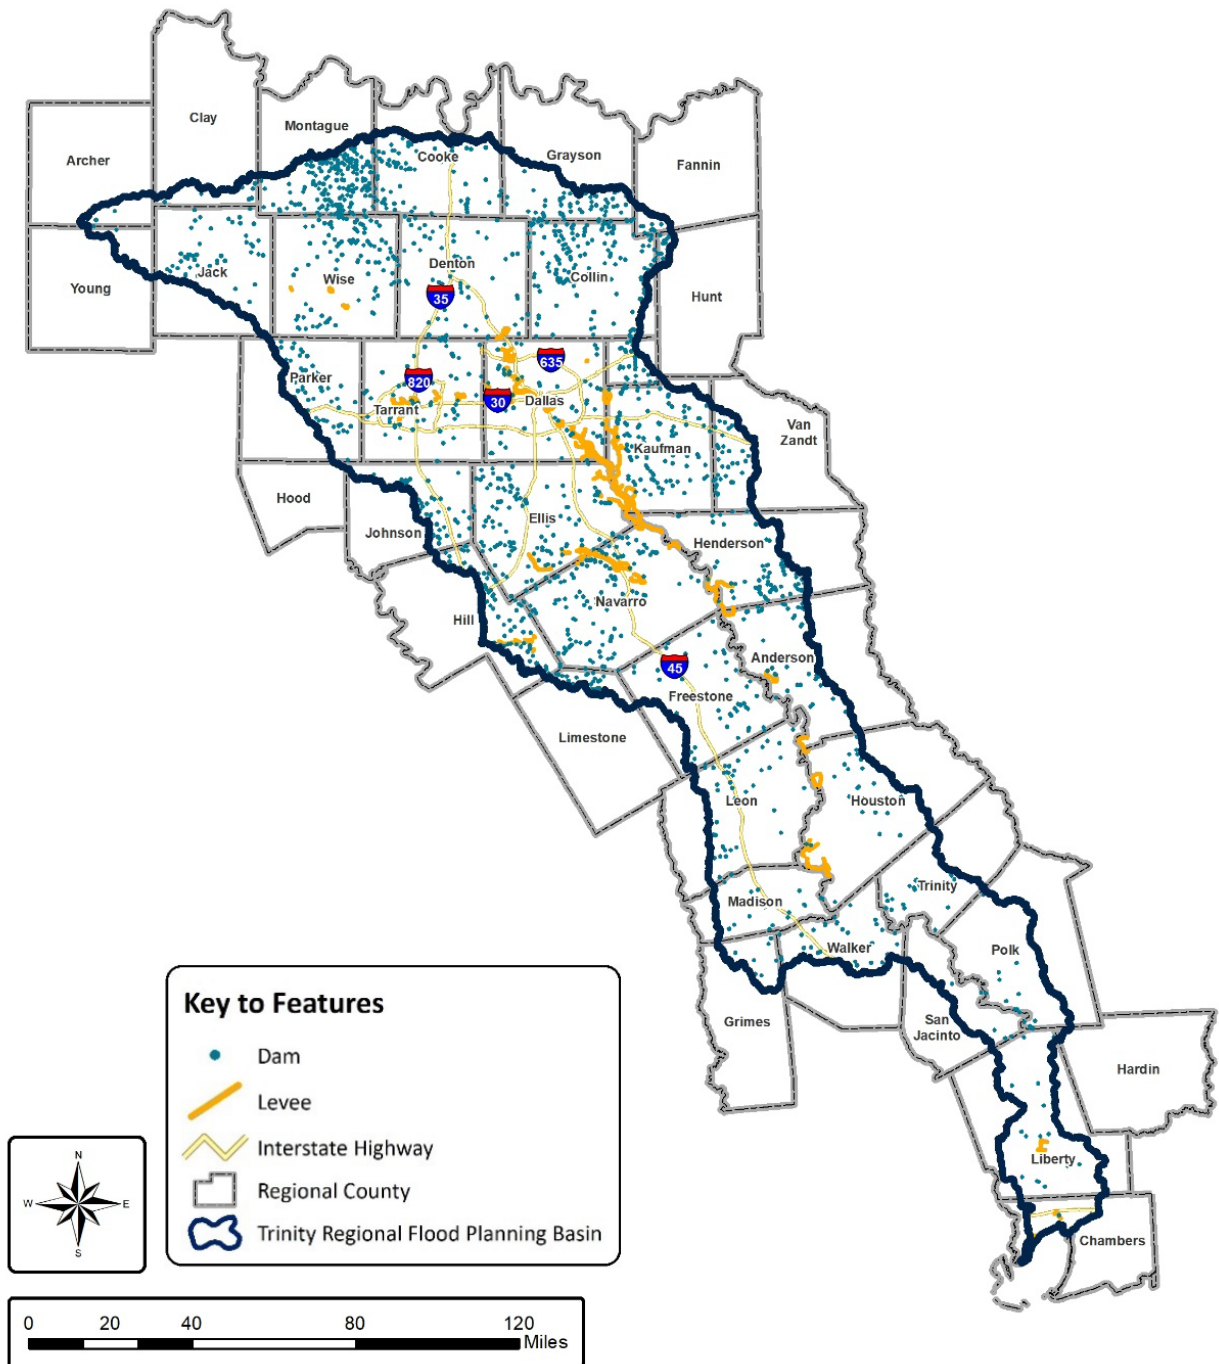 Clay
Montague
Archer
Cooke
Grayson
Fannin
Young
Jack
Wise
Denton
Collin
Hunt
35
635
Parker
820
Tarrant
30
Dallas
Van
Zandt
Kaufman
Hood
Johnson
Ellis
Henderson
Hill
Navarro
Anderson
45
Freestone
Limestone
Leon
Houston
Madison
Trinity
Walker
Polk
Grimes
San
Jacinto
Hardin
Liberty
Chambers
Key to Features
Dam
Levee
Interstate Highway
Regional County
Trinity Regional Flood Planning Basin
N
W E
S
0 20 40 80 120
Miles